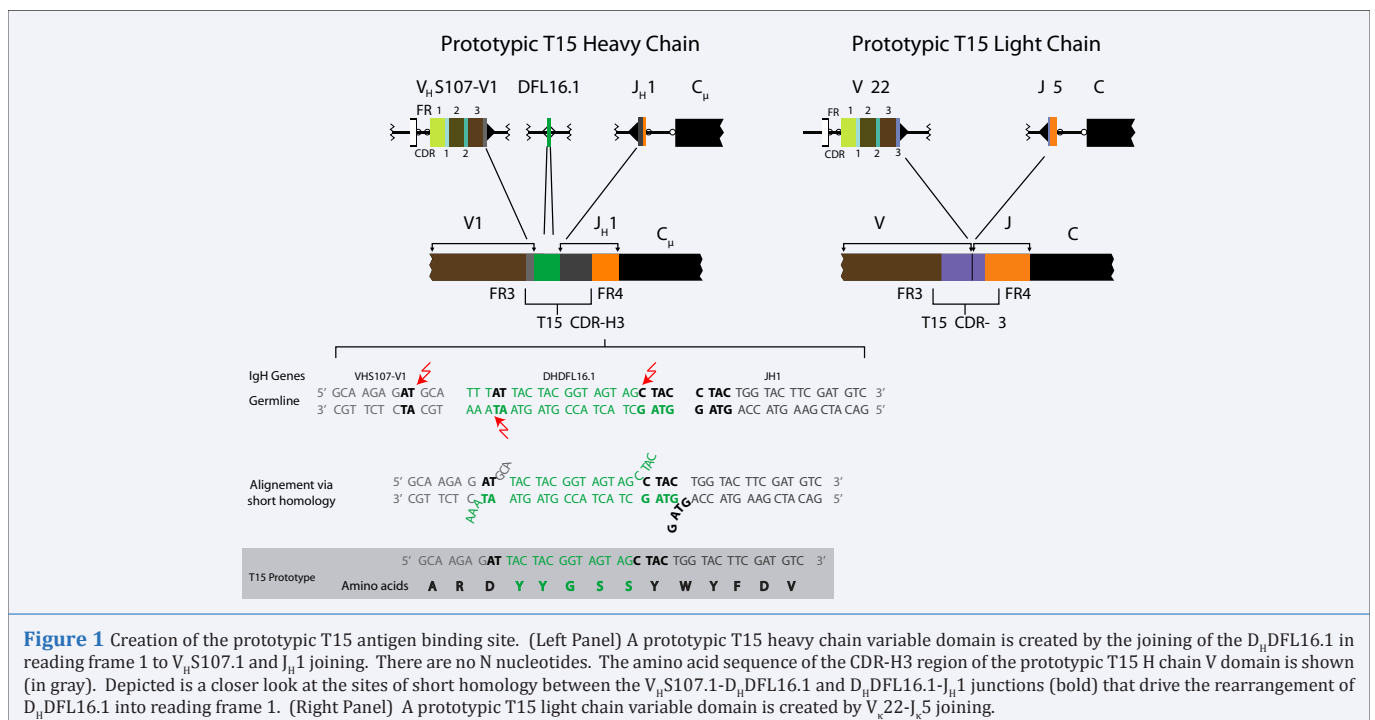 Prototypic T15 Heavy Chain
Prototypic T15 Light Chain
VHS107-V1 DFL16.1 JH1 Cμ
V 22 J 5 C
FR 1 2 3
CDR 1 2
FR 1 2 3
CDR 1 2 3
V1 JH1 Cμ
V J C
FR3 FR4
T15 CDR-H3
FR3 FR4
T15 CDR- 3
IgH Genes VHS107-V1 DHDFL16.1 JH1
Germline
5' GCA AGA GAT GCA TTT TAT TAC TAC GGT AGT AGC TAC C TAC TGG TAC TTC GAT GTC 3'
3' CGT TCT CTA CGT AAA ATA ATG ATG CCA TCA TCG ATG G ATG ACC ATG AAG CTA CAG 5'
Alignement via
short homology
5' GCA AGA G AT GCA TAC TAC GGT AGT AG C TAC C TAC TGG TAC TTC GAT GTC 3'
3' CGT TCT C AAA TA ATG ATG CCA TCA TC G ATG G ATG ACC ATG AAG CTA CAG 5'
T15 Prototype
5' GCA AGA GAT TAC TAC GGT AGT AGC TAC TGG TAC TTC GAT GTC 3'
Amino acids A R D Y Y G S S Y W Y F D V
Figure 1 Creation of the prototypic T15 antigen binding site. (Left Panel) A prototypic T15 heavy chain variable domain is created by the joining of the DHDFL16.1 in
reading frame 1 to VHS107.1 and JH1 joining. There are no N nucleotides. The amino acid sequence of the CDR-H3 region of the prototypic T15 H chain V domain is shown
(in gray). Depicted is a closer look at the sites of short homology between the VHS107.1-DHDFL16.1 and DHDFL16.1-JH1 junctions (bold) that drive the rearrangement of
DHDFL16.1 into reading frame 1. (Right Panel) A prototypic T15 light chain variable domain is created by Vκ22-Jκ5 joining.